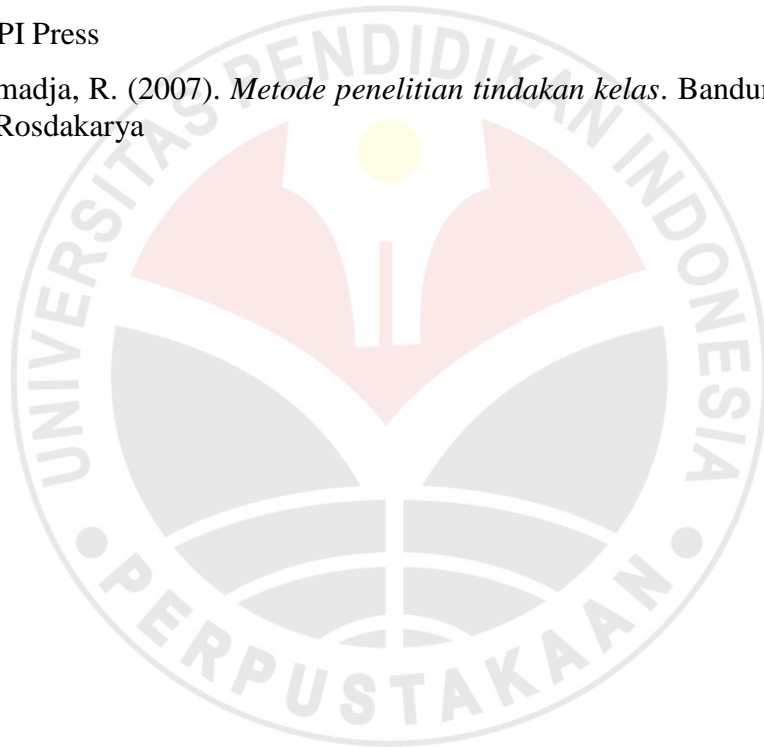 PI Press
madja, R. (2007). Metode penelitian tindakan kelas. Bandun
Rosdakarya
UNIVERSITAS PENDIDIKAN INDONESIA
PERPUSTAKAAN